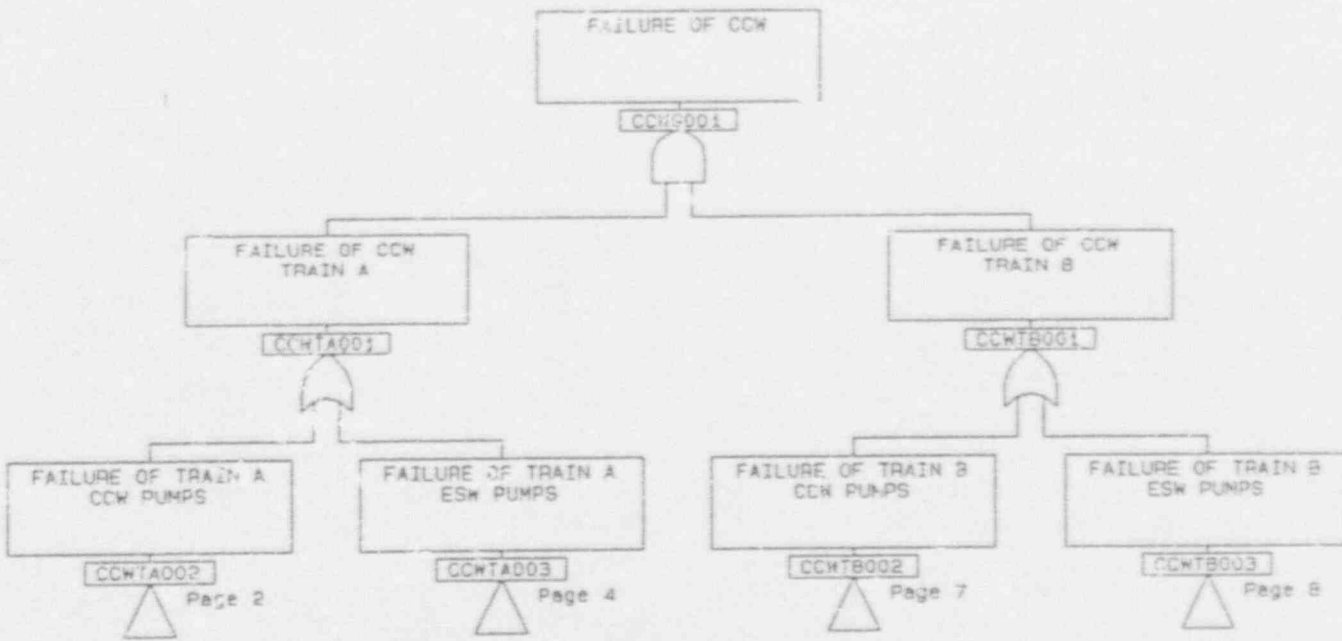 FAILURE OF CCW
CCWG001
FAILURE OF CCW
TRAIN A
CCWTA001
FAILURE OF CCW
TRAIN B
CCWTB001
FAILURE OF TRAIN A
CCW PUMPS
CCWTA002
Page 2
FAILURE OF TRAIN A
ESW PUMPS
CCWTA003
Page 4
FAILURE OF TRAIN B
CCW PUMPS
CCWTB002
Page 7
FAILURE OF TRAIN B
ESW PUMPS
CCWTB003
Page 8